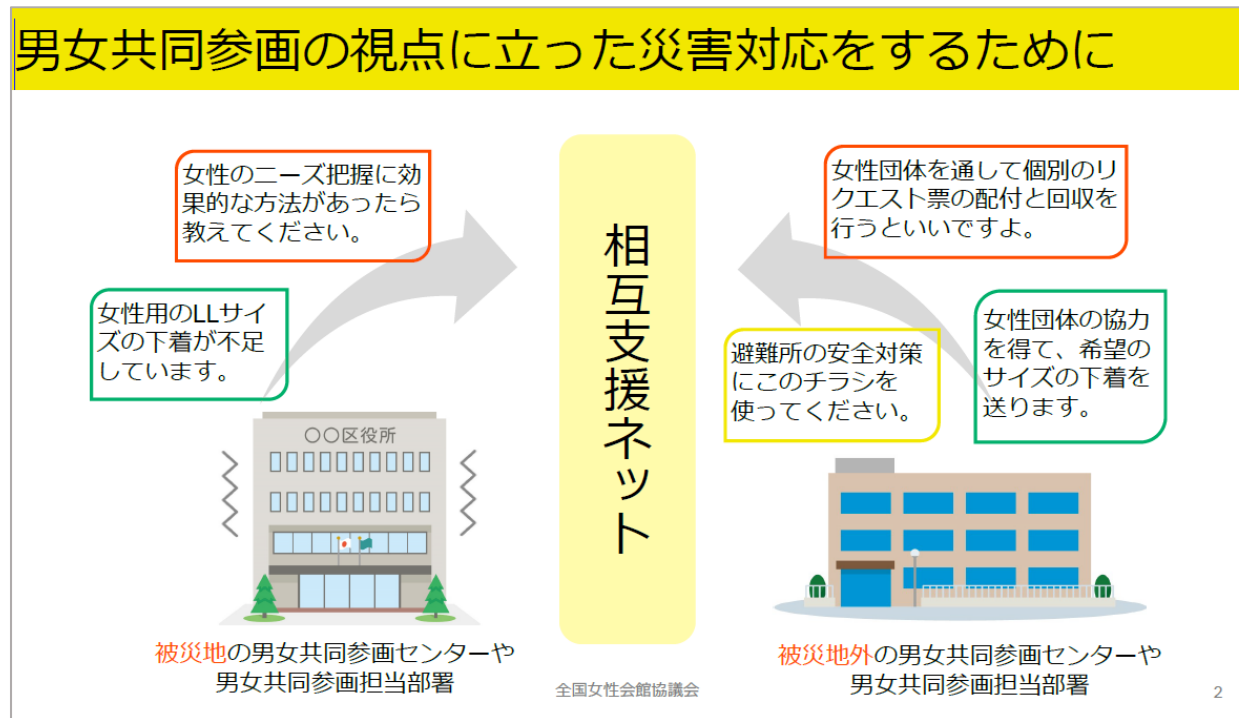 男女共同参画の視点に立った災害対応をするために
女性のニーズ把握に効
果的な方法があったら
教えてください。
女性用のLLサイ
ズの下着が不足
しています。
〇〇区役所
被災地の男女共同参画センターや
男女共同参画担当部署
相互支援ネット
女性団体を通して個別のリ
クエスト票の配付と回収を
行うといいですよ。
避難所の安全対策
にこのチラシを
使ってください。
女性団体の協力
を得て、希望の
サイズの下着を
送ります。
被災地外の男女共同参画センターや
男女共同参画担当部署
全国女性会館協議会
2